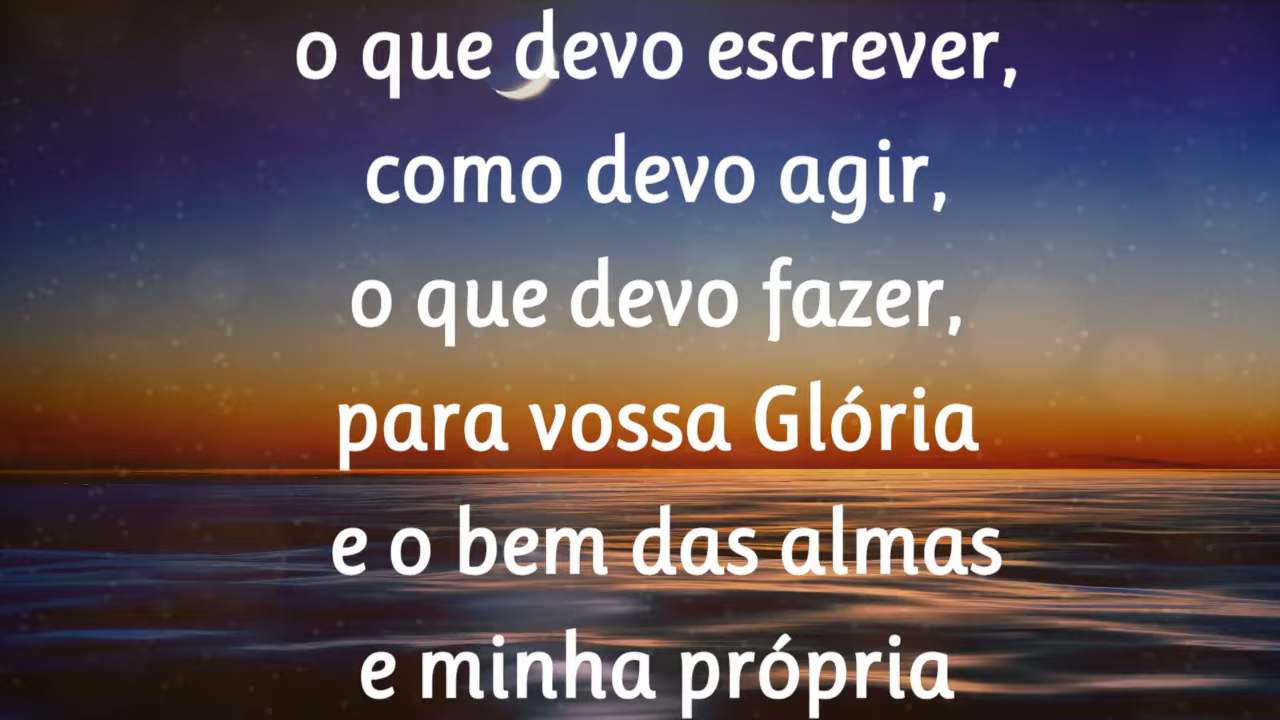 o que devo escrever,
como devo agir,
o que devo fazer,
para vossa Glória
e o bem das almas
e minha própria